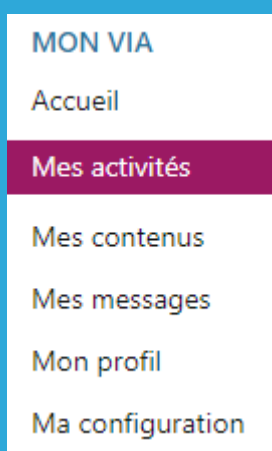 MON VIA
Accueil
Mes activités
Mes contenus
Mes messages
Mon profil
Ma configuration